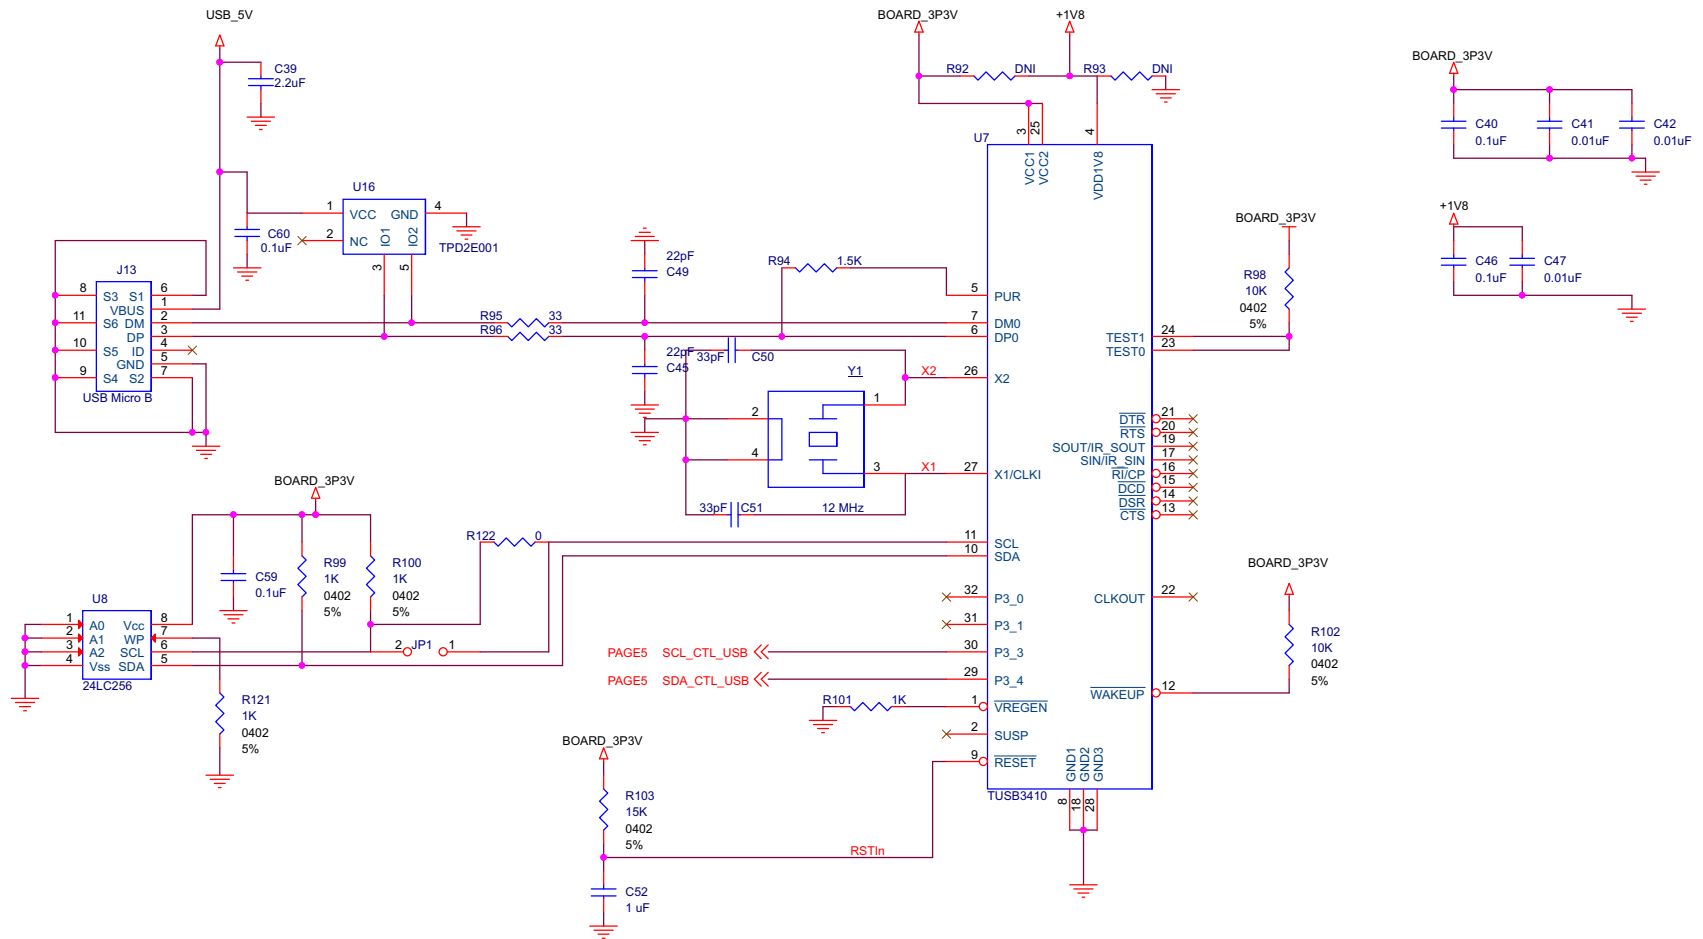 USB_5V
BOARD_3P3V
+1V8
C39
2.2uF
R92
DNI
R93
DNI
BOARD_3P3V
C40
0.1uF
C41
0.01uF
C42
0.01uF
U7
3
25
4
VCC1
VCC2
VDD1V8
U16
1
VCC
GND
4
2
NC
IO1
IO2
TPD2E001
3
5
C60
0.1uF
+1V8
C46
0.1uF
C47
0.01uF
BOARD_3P3V
R98
10K
0402
5%
22pF
C49
R94
1.5K
J13
8
S3
S1
6
VBUS
1
11
S6
DM
2
DP
3
10
S5
ID
4
GND
5
9
S4
S2
7
USB Micro B
R95
33
R96
33
5
PUR
7
DM0
6
DP0
TEST1
24
TEST0
23
22pF
C45
33pF
C50
Y1
X2
26
X2
1
2
4
3
X1
27
X1/CLKI
33pF
C51
12 MHz
DTR
21
RTS
20
SOUT/IR_SOUT
19
SIN/IR_SIN
17
RI/CP
16
DCD
15
DSR
14
CTS
13
BOARD_3P3V
R122
0
11
SCL
10
SDA
C59
0.1uF
R99
1K
0402
5%
R100
1K
0402
5%
U8
1
A0
Vcc
8
2
A1
WP
7
3
A2
SCL
6
4
Vss
SDA
5
24LC256
2
JP1
1
R121
1K
0402
5%
32
P3_0
31
P3_1
PAGE5
SCL_CTL_USB
30
P3_3
PAGE5
SDA_CTL_USB
29
P3_4
R101
1K
1
VREGEN
2
SUSP
9
RESET
CLKOUT
22
BOARD_3P3V
R102
10K
0402
5%
WAKEUP
12
GND1
GND2
GND3
TUSB3410
8
18
28
BOARD_3P3V
R103
15K
0402
5%
RSTIn
C52
1 uF